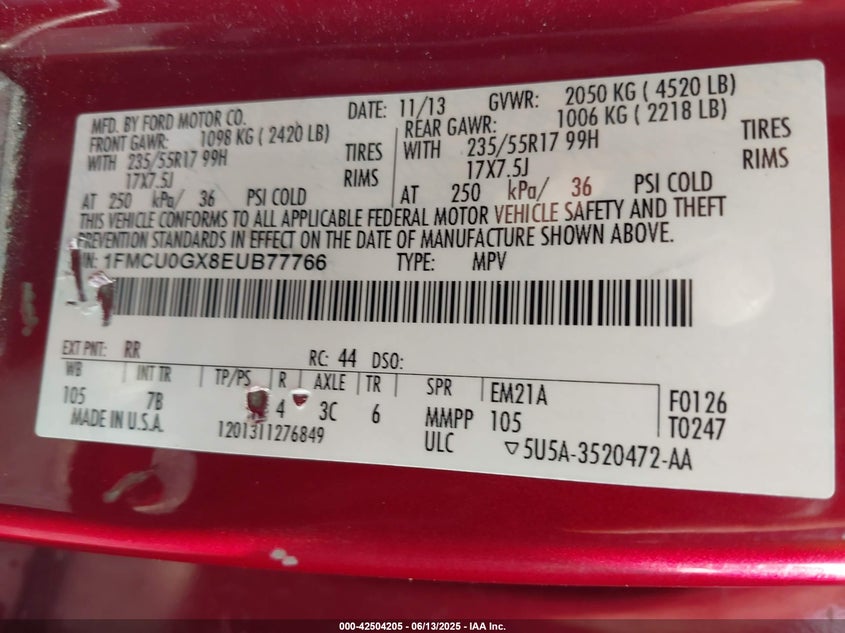 MFD. BY FORD MOTOR CO. DATE: 11/13 GVWR: 2050 KG ( 4520 LB)
FRONT GAWR: 1098 KG ( 2420 LB) REAR GAWR: 1006 KG ( 2218 LB)
WITH 235/55R17 99H TIRES WITH 235/55R17 99H TIRES
17X7.5J RIMS 17X7.5J RIMS
AT 250 kPa/ 36 PSI COLD AT 250 kPa/ 36 PSI COLD
THIS VEHICLE CONFORMS TO ALL APPLICABLE FEDERAL MOTOR VEHICLE SAFETY AND THEFT
PREVENTION STANDARDS IN EFFECT ON THE DATE OF MANUFACTURE SHOWN ABOVE.
1FMCU0GX8EUB77766 TYPE: MPV
EXT PNT: RR RC: 44 DSO:
WB INT TR TP/PS R AXLE TR SPR EM21A F0126
105 7B 4 3C 6 MMPP 105 T0247
MADE IN U.S.A. 1201311276849 ULC ▽5U5A-3520472-AA
000-42504205 - 06/13/2025 - IAA Inc.